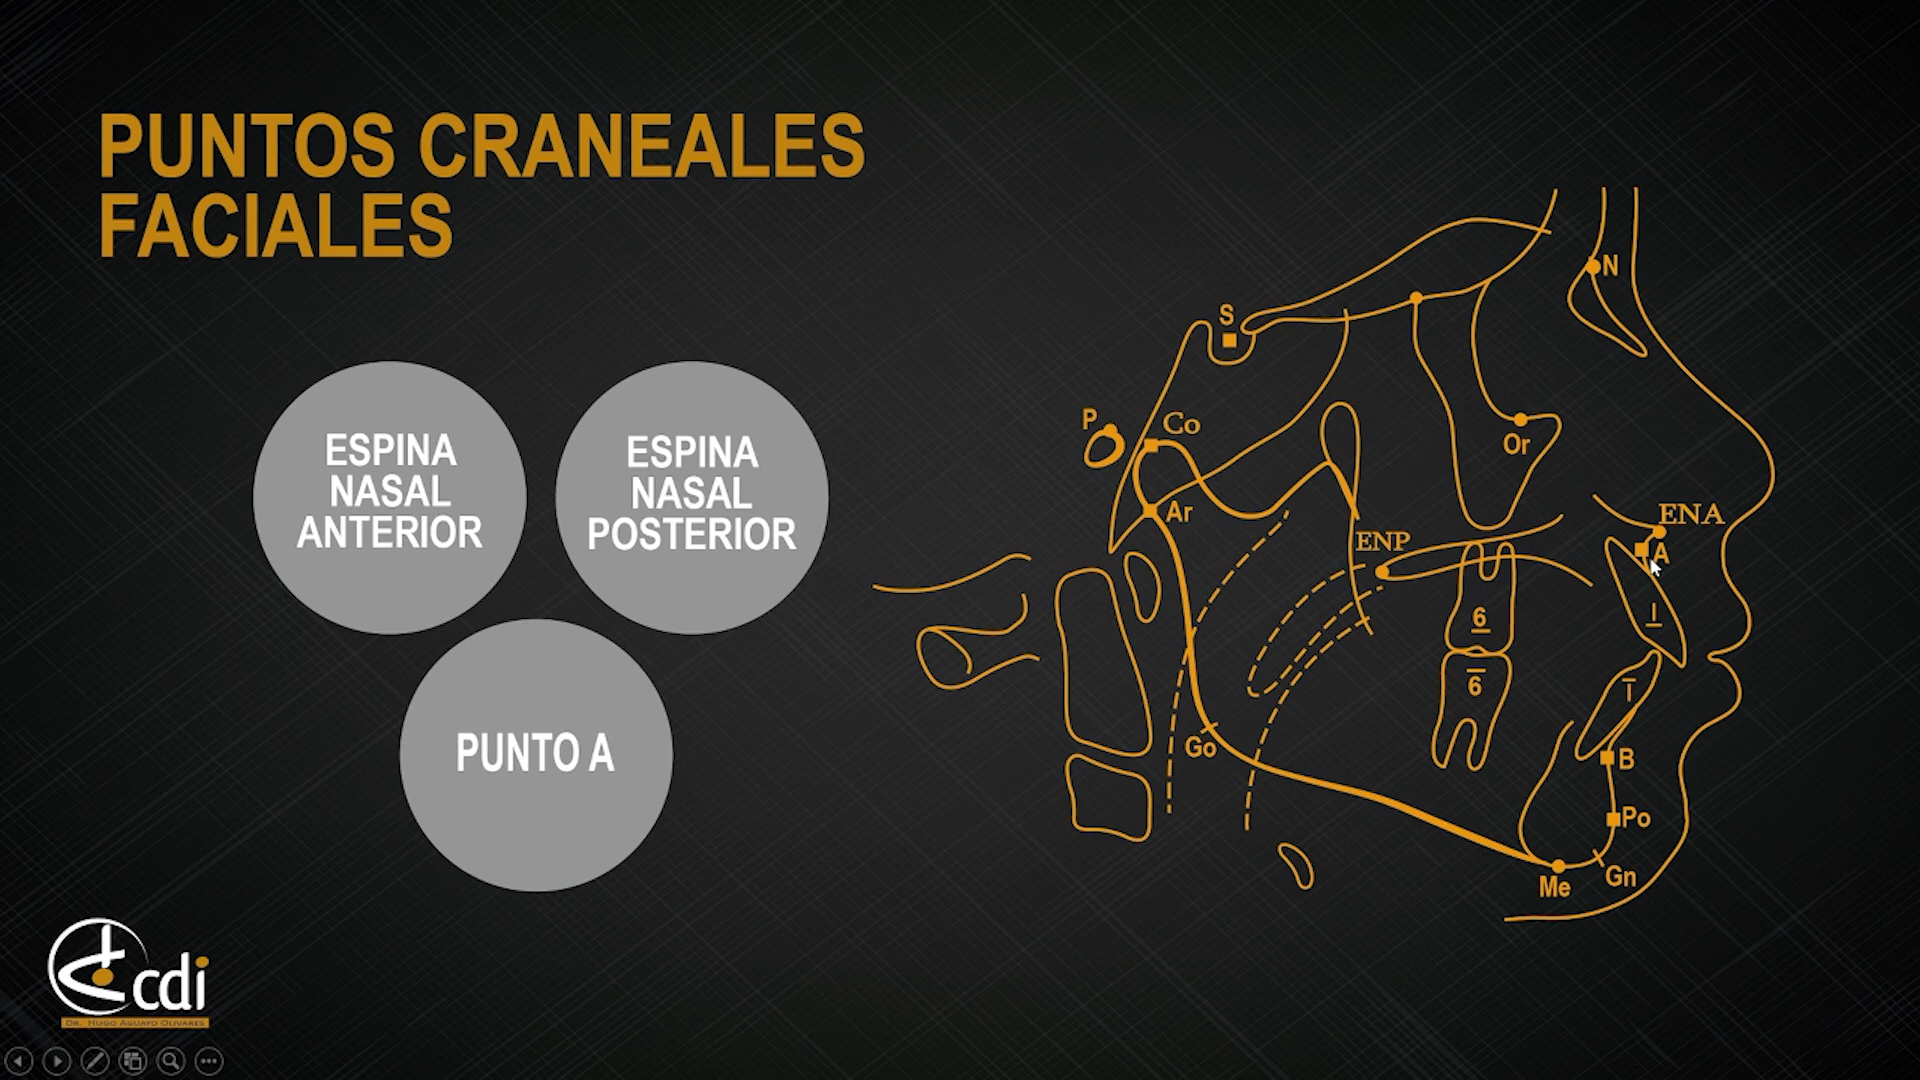 PUNTOS CRANEALES
FACIALES
ESPINA
NASAL
ANTERIOR
ESPINA
NASAL
POSTERIOR
PUNTO A
N
S
P
Co
Or
Ar
ENA
A
ENP
6
6
I
I
Go
B
Po
Gn
Me
cdi
DR. HUGO AGUAYO OLIVARES